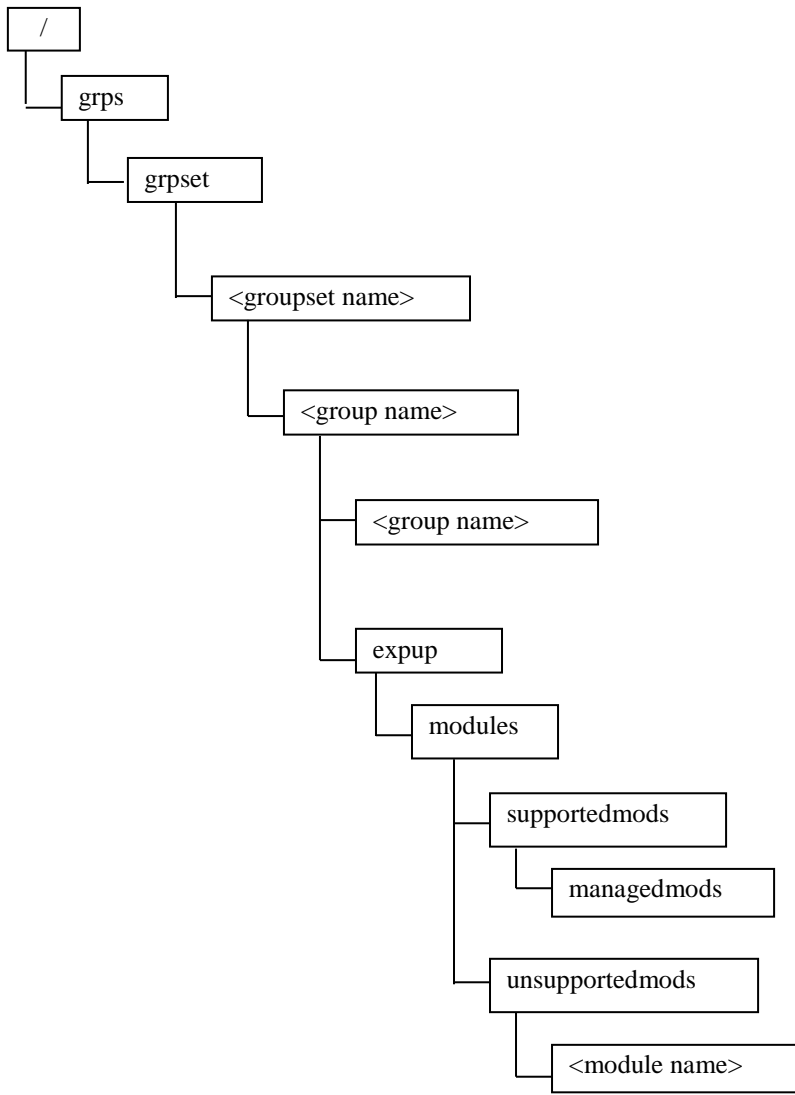 /
grps
grpset
<groupset name>
<group name>
<group name>
expup
modules
supportedmods
managedmods
unsupportedmods
<module name>